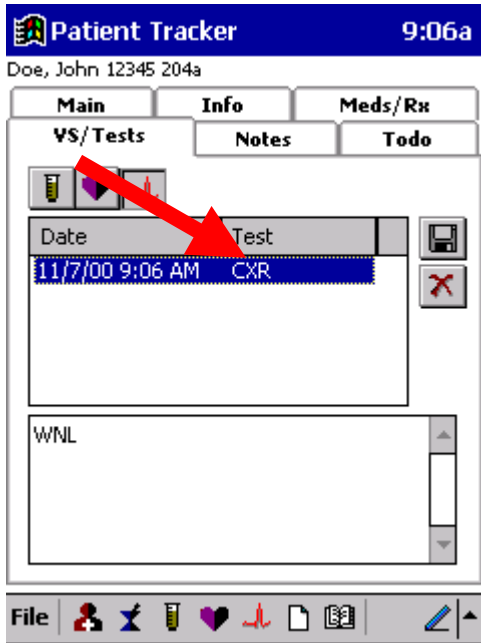 Patient Tracker 9:06a
Doe, John 12345 204a
Main Info Meds/Rx
VS/Tests Notes Todo
Date Test
11/7/00 9:06 AM CXR
WNL
File